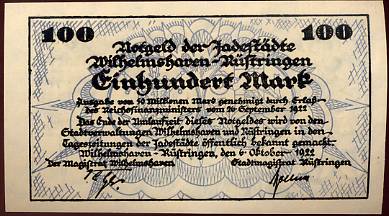 100 100
Notgeld der Jadestädte
Wilhelmshaven-Rüstringen
Einhundert Mark
Ausgabe von 50 Millionen Mark genehmigt durch Erlaß
des Reichsfinanzministers vom 26 September 1922
Das Ende der Umlaufzeit dieses Notgeldes wird von den
Stadtverwaltungen Wilhelmshaven und Rüstringen in den
Tageszeitungen der Jadestädte öffentlich bekannt gemacht
Wilhelmshaven - Rüstringen, den 6. Oktober 1922
Der Magistrat Wilhelmshaven Stadtmagistrat Rüstringen